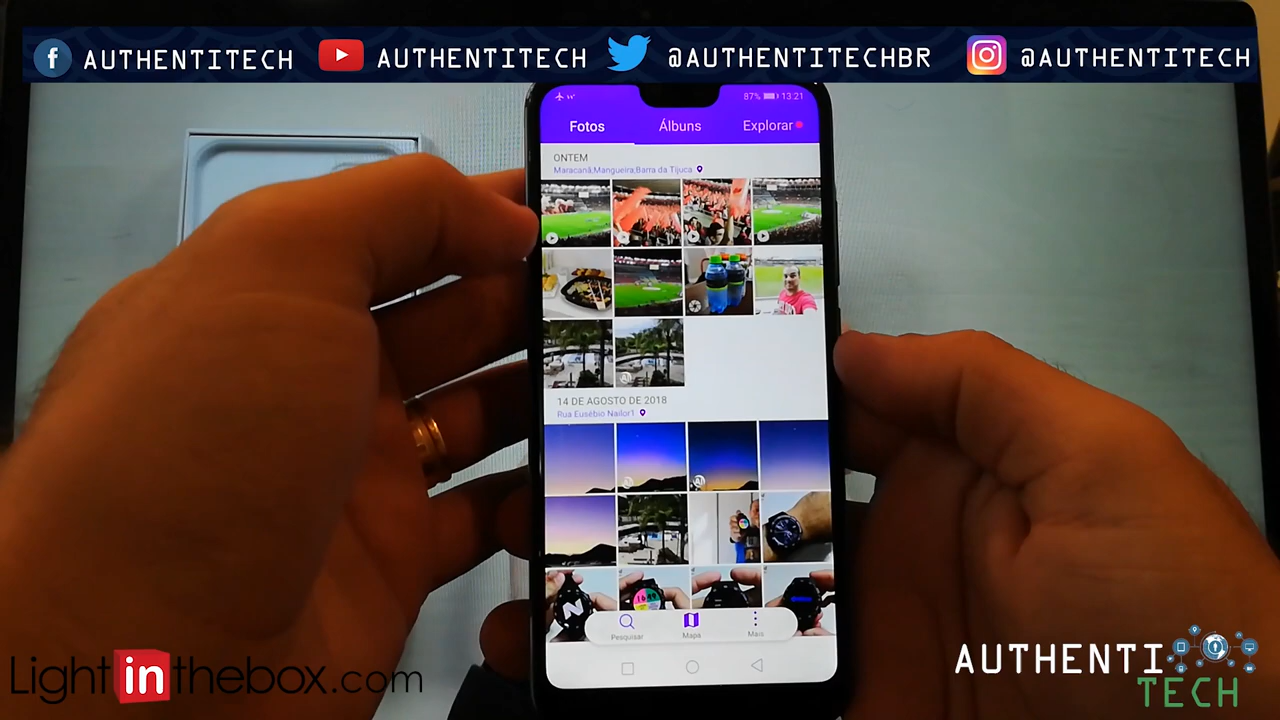 AUTHENTITECH AUTHENTITECH @AUTHENTITECHBR @AUTHENTITECH
87% 13:21
Fotos Álbuns Explorar
ONTEM
Maracanã,Mangueira,Barra da Tijuca
14 DE AGOSTO DE 2018
Rua Eusébio Nailor1
Pesquisar Mapa Mais
Lightinthebox.com
AUTHENTI
TECH